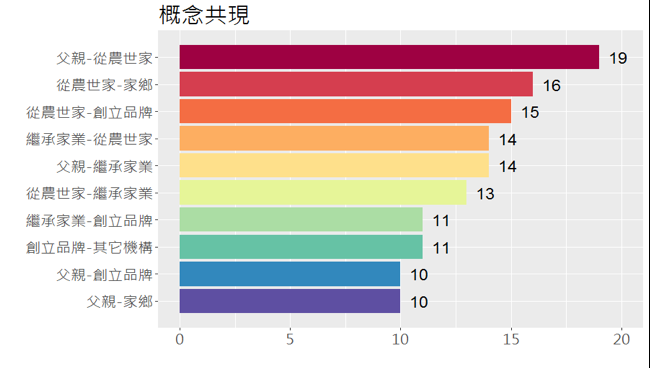 概念共現
父親-從農世家 19
從農世家-家鄉 16
從農世家-創立品牌 15
繼承家業-從農世家 14
父親-繼承家業 14
從農世家-繼承家業 13
繼承家業-創立品牌 11
創立品牌-其它機構 11
父親-創立品牌 10
父親-家鄉 10
0 5 10 15 20